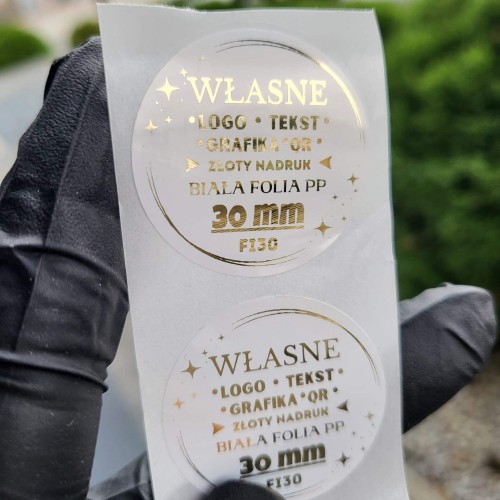 WŁASNE
• LOGO • TEKST •
• GRAFIKA • QR •
ZŁOTY NADRUK
BIAŁA FOLIA PP
30 mm
FI30
WŁASNE
• LOGO • TEKST •
• GRAFIKA • QR •
ZŁOTY NADRUK
BIAŁA FOLIA PP
30 mm
FI30